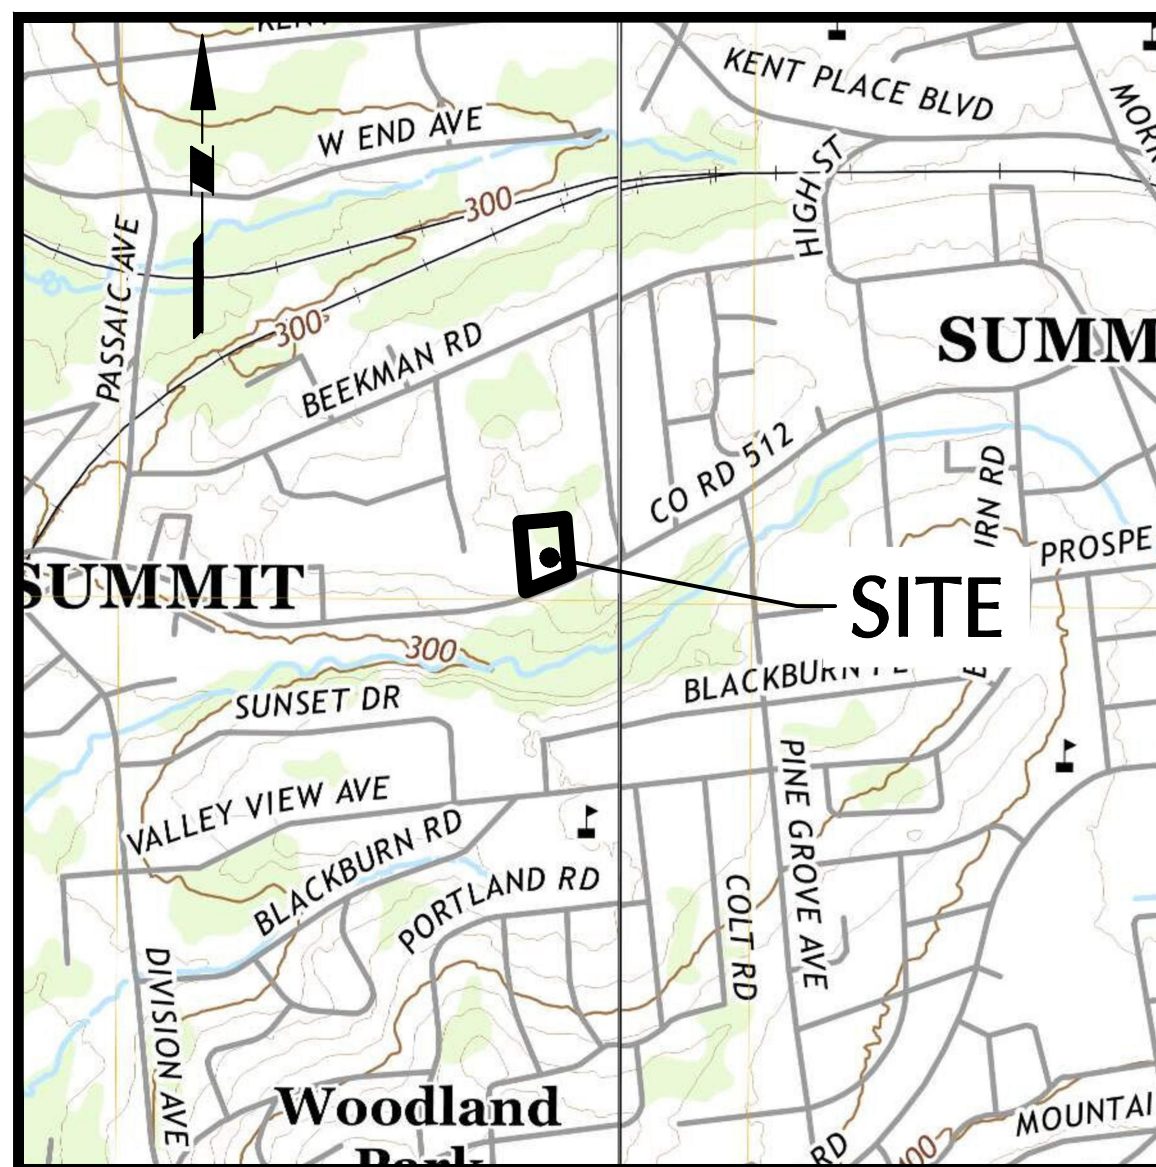 KENT PLACE BLVD
W END AVE
HIGH ST
300
PASSAIC AVE
300
BEEKMAN RD
SUMM
CO RD 512
IRN RD
PROSPE
SUMMIT
SITE
300
BLACKBURN
SUNSET DR
VALLEY VIEW AVE
BLACKBURN RD
PORTLAND RD
PINE GROVE AVE
COLT RD
DIVISION AVE
Woodland
Park
MOUNTAI
RD